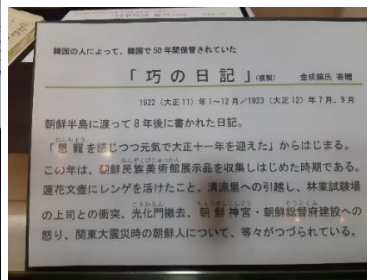 韓国の人によって、韓国で50年間保管されていた
「巧の日記」(複製) 金成鎮氏 寄贈
1922（大正11）年1～12月／1923（大正12）年7月、9月
朝鮮半島に渡って8年後に書かれた日記。
「恩寵を感じつつ元気で大正十一年を迎えた」からはじまる。
この年は、朝鮮民族美術館展示品を収集しはじめた時期である。
蓮花文壺にレンゲを活けたこと、清涼里への引越し、林業試験場
の上司との衝突、光化門撤去、朝鮮神宮・朝鮮総督府建設への
怒り、関東大震災時の朝鮮人について、等々がつづられている。